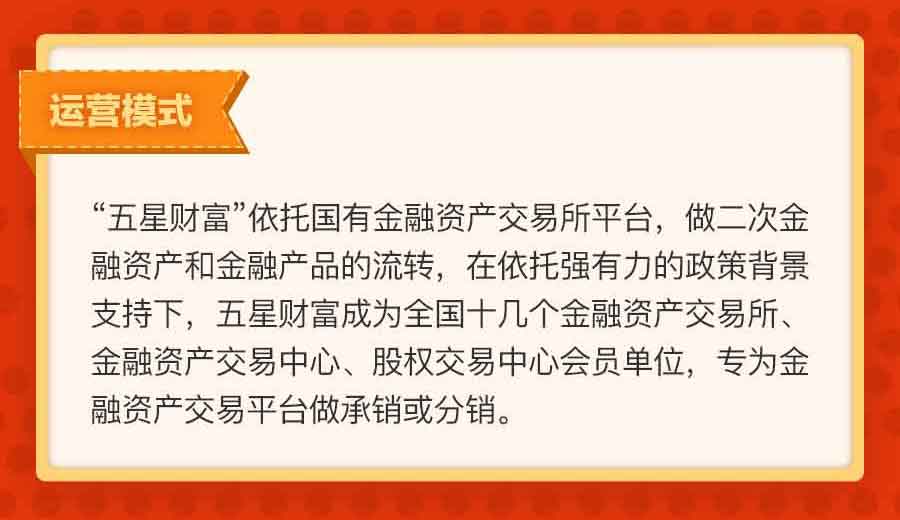 运营模式
“五星财富”依托国有金融资产交易所平台，做二次金
融资产和金融产品的流转，在依托强有力的政策背景
支持下，五星财富成为全国十几个金融资产交易所、
金融资产交易中心、股权交易中心会员单位，专为金
融资产交易平台做承销或分销。